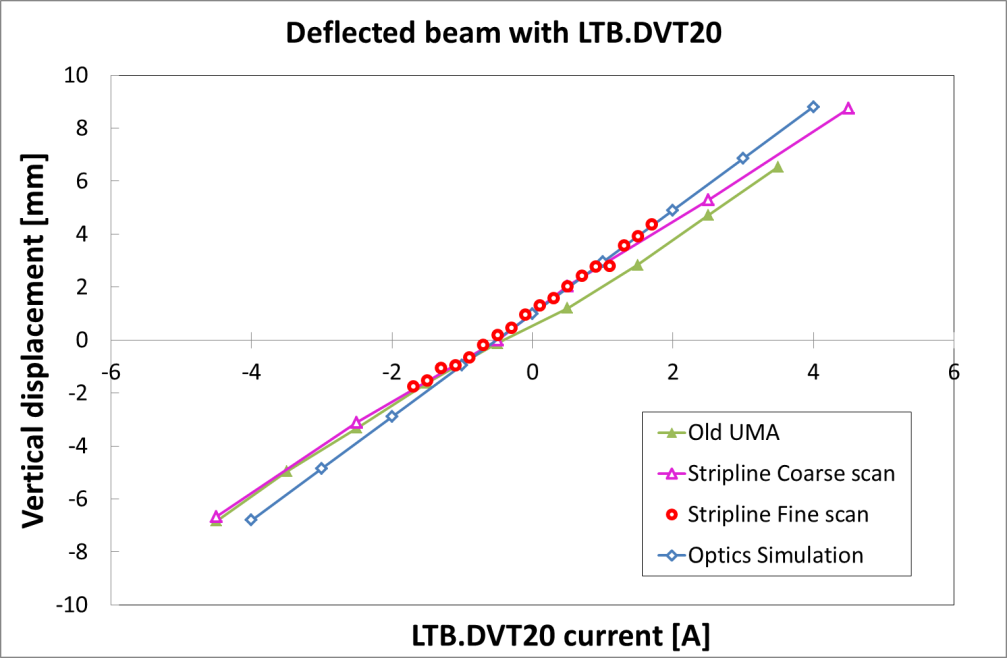 Deflected beam with LTB.DVT20
10
8
6
4
2
0
-2
-4
-6
-8
-10
-6
-4
-2
0
2
4
6
Vertical displacement [mm]
LTB.DVT20 current [A]
Old UMA
Stripline Coarse scan
Stripline Fine scan
Optics Simulation